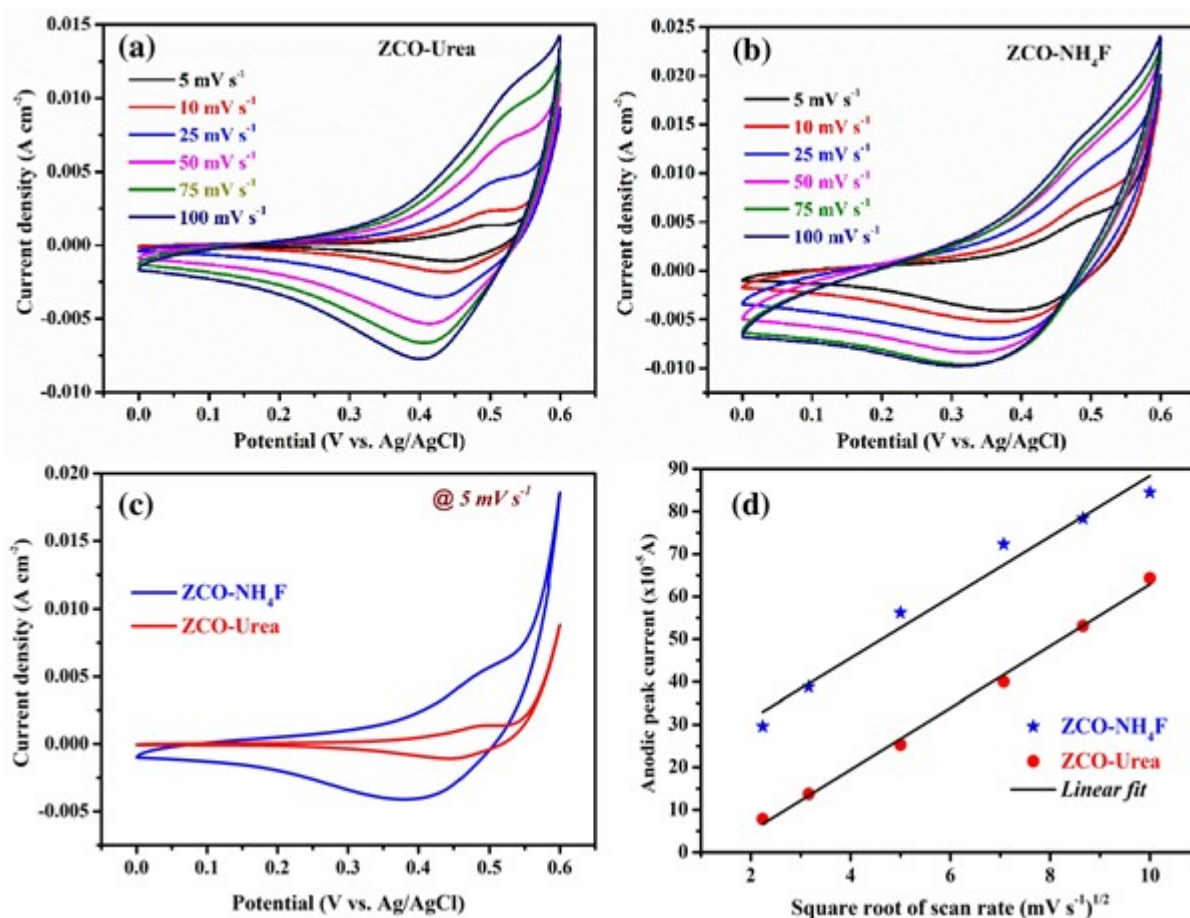 (a)
ZCO-Urea
5 mV s⁻¹
10 mV s⁻¹
25 mV s⁻¹
50 mV s⁻¹
75 mV s⁻¹
100 mV s⁻¹
0.015
0.010
0.005
0.000
-0.005
-0.010
Current density (A cm⁻²)
0.0 0.1 0.2 0.3 0.4 0.5 0.6
Potential (V vs. Ag/AgCl)
(b)
ZCO-NH₄F
5 mV s⁻¹
10 mV s⁻¹
25 mV s⁻¹
50 mV s⁻¹
75 mV s⁻¹
100 mV s⁻¹
0.025
0.020
0.015
0.010
0.005
0.000
-0.005
-0.010
Current density (A cm⁻²)
0.0 0.1 0.2 0.3 0.4 0.5 0.6
Potential (V vs. Ag/AgCl)
(c)
@ 5 mV s⁻¹
ZCO-NH₄F
ZCO-Urea
0.020
0.015
0.010
0.005
0.000
-0.005
Current density (A cm⁻²)
0.0 0.1 0.2 0.3 0.4 0.5 0.6
Potential (V vs. Ag/AgCl)
(d)
90
80
70
60
50
40
30
20
10
0
Anodic peak current (x10⁻⁵ A)
ZCO-NH₄F
ZCO-Urea
Linear fit
2 4 6 8 10
Square root of scan rate (mV s⁻¹)¹ᐟ²